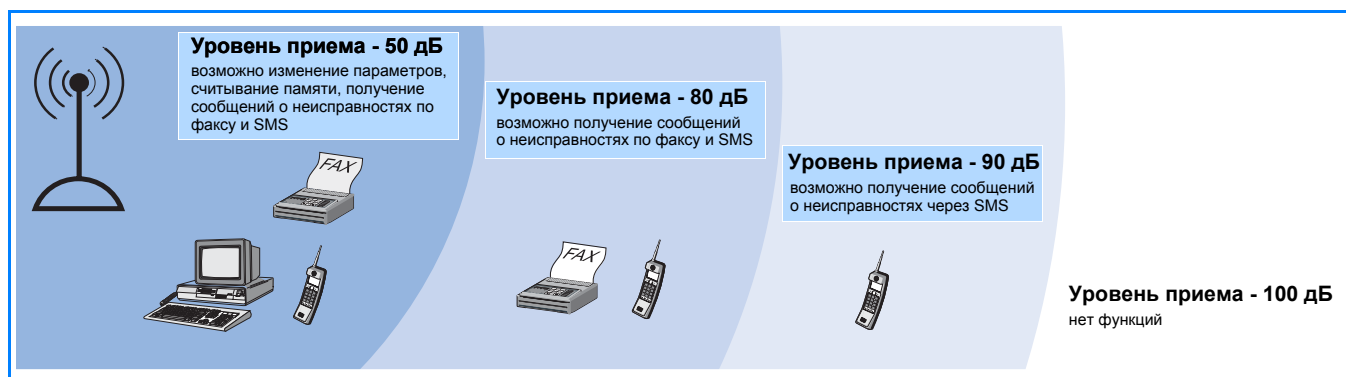 Уровень приема - 50 дБ
возможно изменение параметров,
считывание памяти, получение
сообщений о неисправностях по
факсу и SMS
FAX
Уровень приема - 80 дБ
возможно получение сообщений
о неисправностях по факсу и SMS
FAX
Уровень приема - 90 дБ
возможно получение сообщений
о неисправностях через SMS
Уровень приема - 100 дБ
нет функций